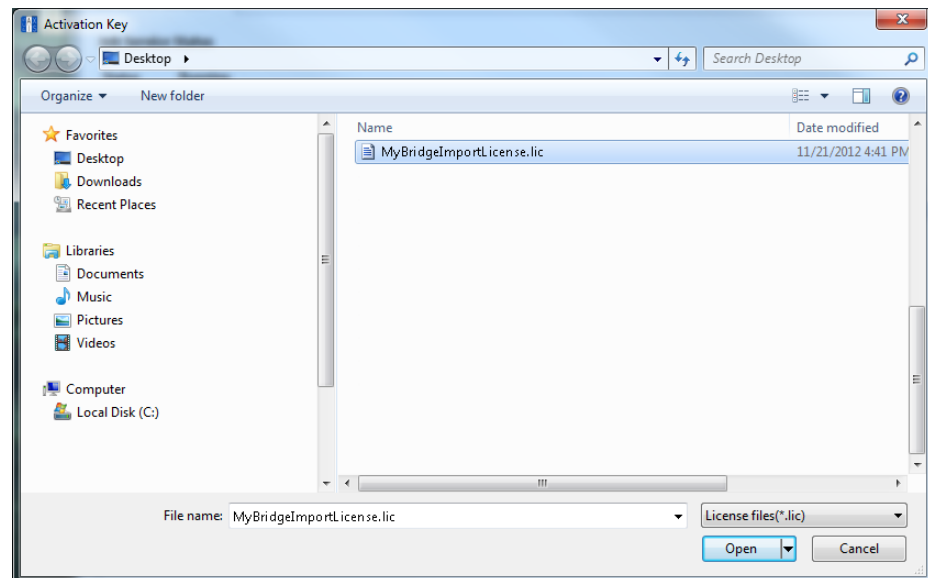 Activation Key
Desktop
Search Desktop
Organize
New folder
Favorites
Desktop
Downloads
Recent Places
Libraries
Documents
Music
Pictures
Videos
Computer
Local Disk (C:)
Name
Date modified
MyBridgeImportLicense.lic
11/21/2012 4:41 PM
File name:
MyBridgeImportLicense.lic
License files(*.lic)
Open
Cancel